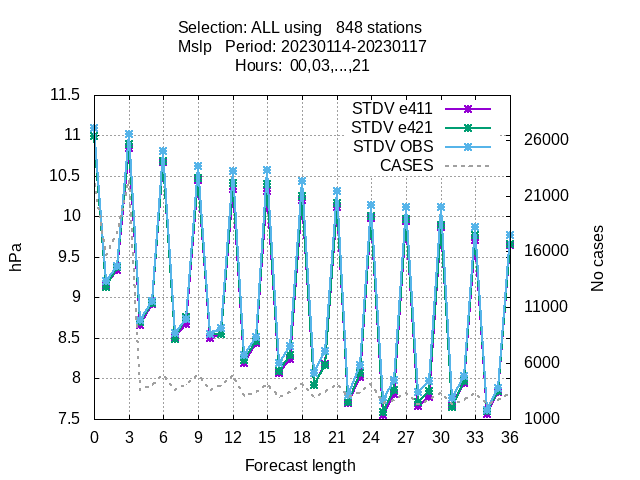 Selection: ALL using   848 stations
Mslp   Period: 20230114-20230117
Hours:  00,03,...,21
STDV e411
STDV e421
STDV OBS
CASES
hPa
11.5
11
10.5
10
9.5
9
8.5
8
7.5
26000
21000
16000
11000
6000
1000
No cases
0 3 6 9 12 15 18 21 24 27 30 33 36
Forecast length